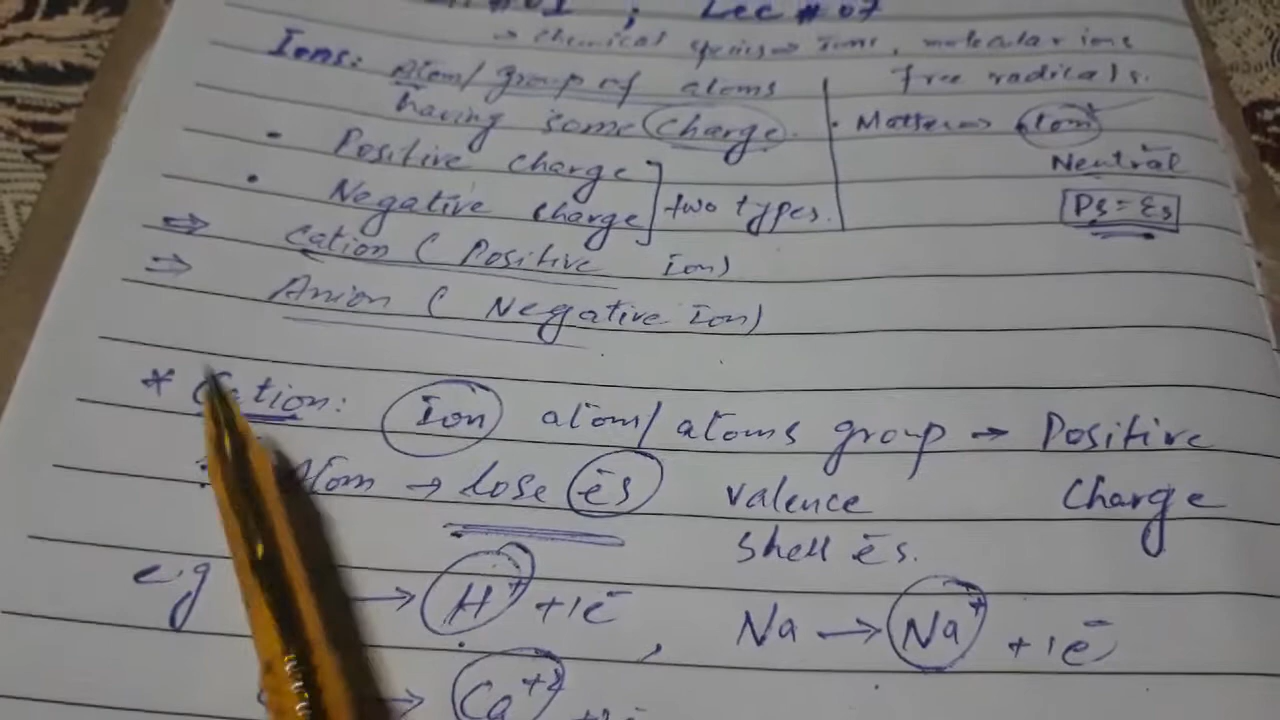 #01 ; Lec # 07
→ chemical species → Ions, molecular ions
free radicals.
Ions: Atom/group of atoms
having some Charge.
• Matter → Atom
• Positive Charge
Neutral
• Negative Charge ] two types.
Ps = Es
⇒ Cation ( Positive Ion)
⇒ Anion ( Negative Ion)
* Cation: Ion atom/atoms group → Positive
Atom → lose ēs valence Charge
Shell ēs.
e.g → H⁺ + 1ē , Na → Na⁺ + 1ē
→ Ca⁺²